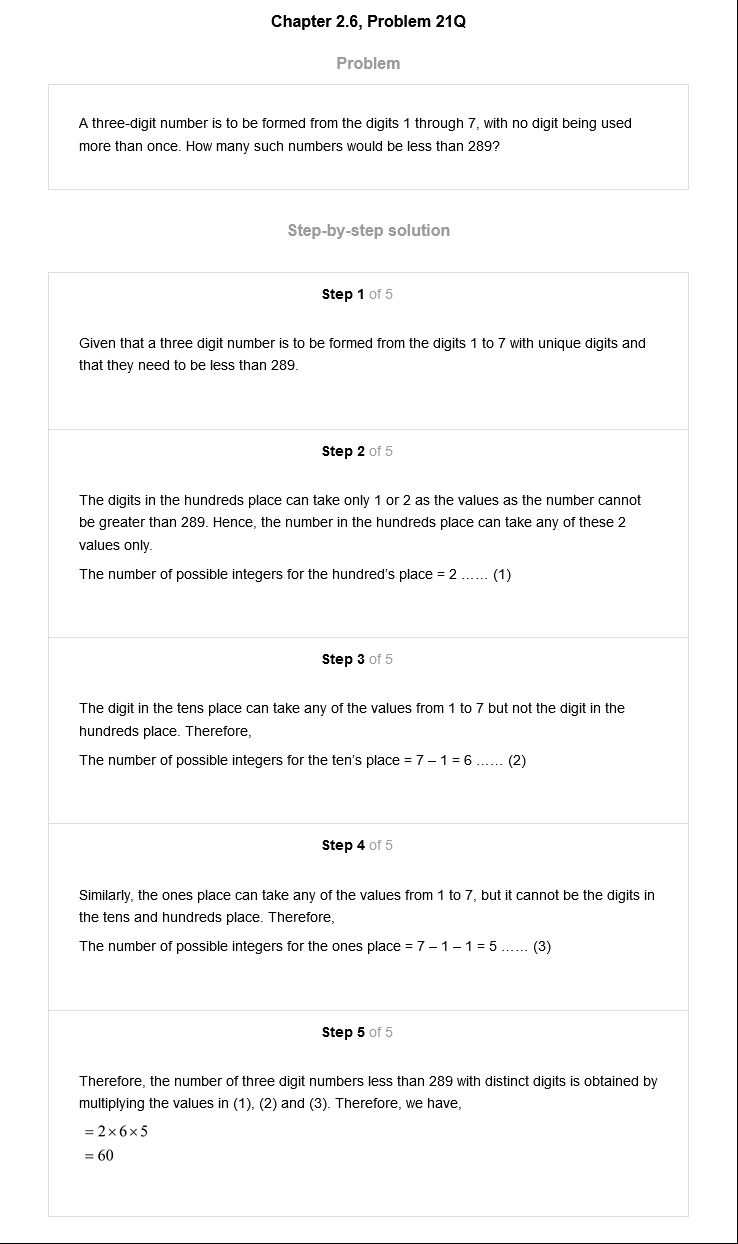 Chapter 2.6, Problem 21Q
Problem
A three-digit number is to be formed from the digits 1 through 7, with no digit being used
more than once. How many such numbers would be less than 289?
Step-by-step solution
Step 1 of 5
Given that a three digit number is to be formed from the digits 1 to 7 with unique digits and
that they need to be less than 289.
Step 2 of 5
The digits in the hundreds place can take only 1 or 2 as the values as the number cannot
be greater than 289. Hence, the number in the hundreds place can take any of these 2
values only.
The number of possible integers for the hundred's place = 2 ...... (1)
Step 3 of 5
The digit in the tens place can take any of the values from 1 to 7 but not the digit in the
hundreds place. Therefore,
The number of possible integers for the ten's place = 7 – 1 = 6 ...... (2)
Step 4 of 5
Similarly, the ones place can take any of the values from 1 to 7, but it cannot be the digits in
the tens and hundreds place. Therefore,
The number of possible integers for the ones place = 7 – 1 – 1 = 5 ...... (3)
Step 5 of 5
Therefore, the number of three digit numbers less than 289 with distinct digits is obtained by
multiplying the values in (1), (2) and (3). Therefore, we have,
= 2×6×5
= 60